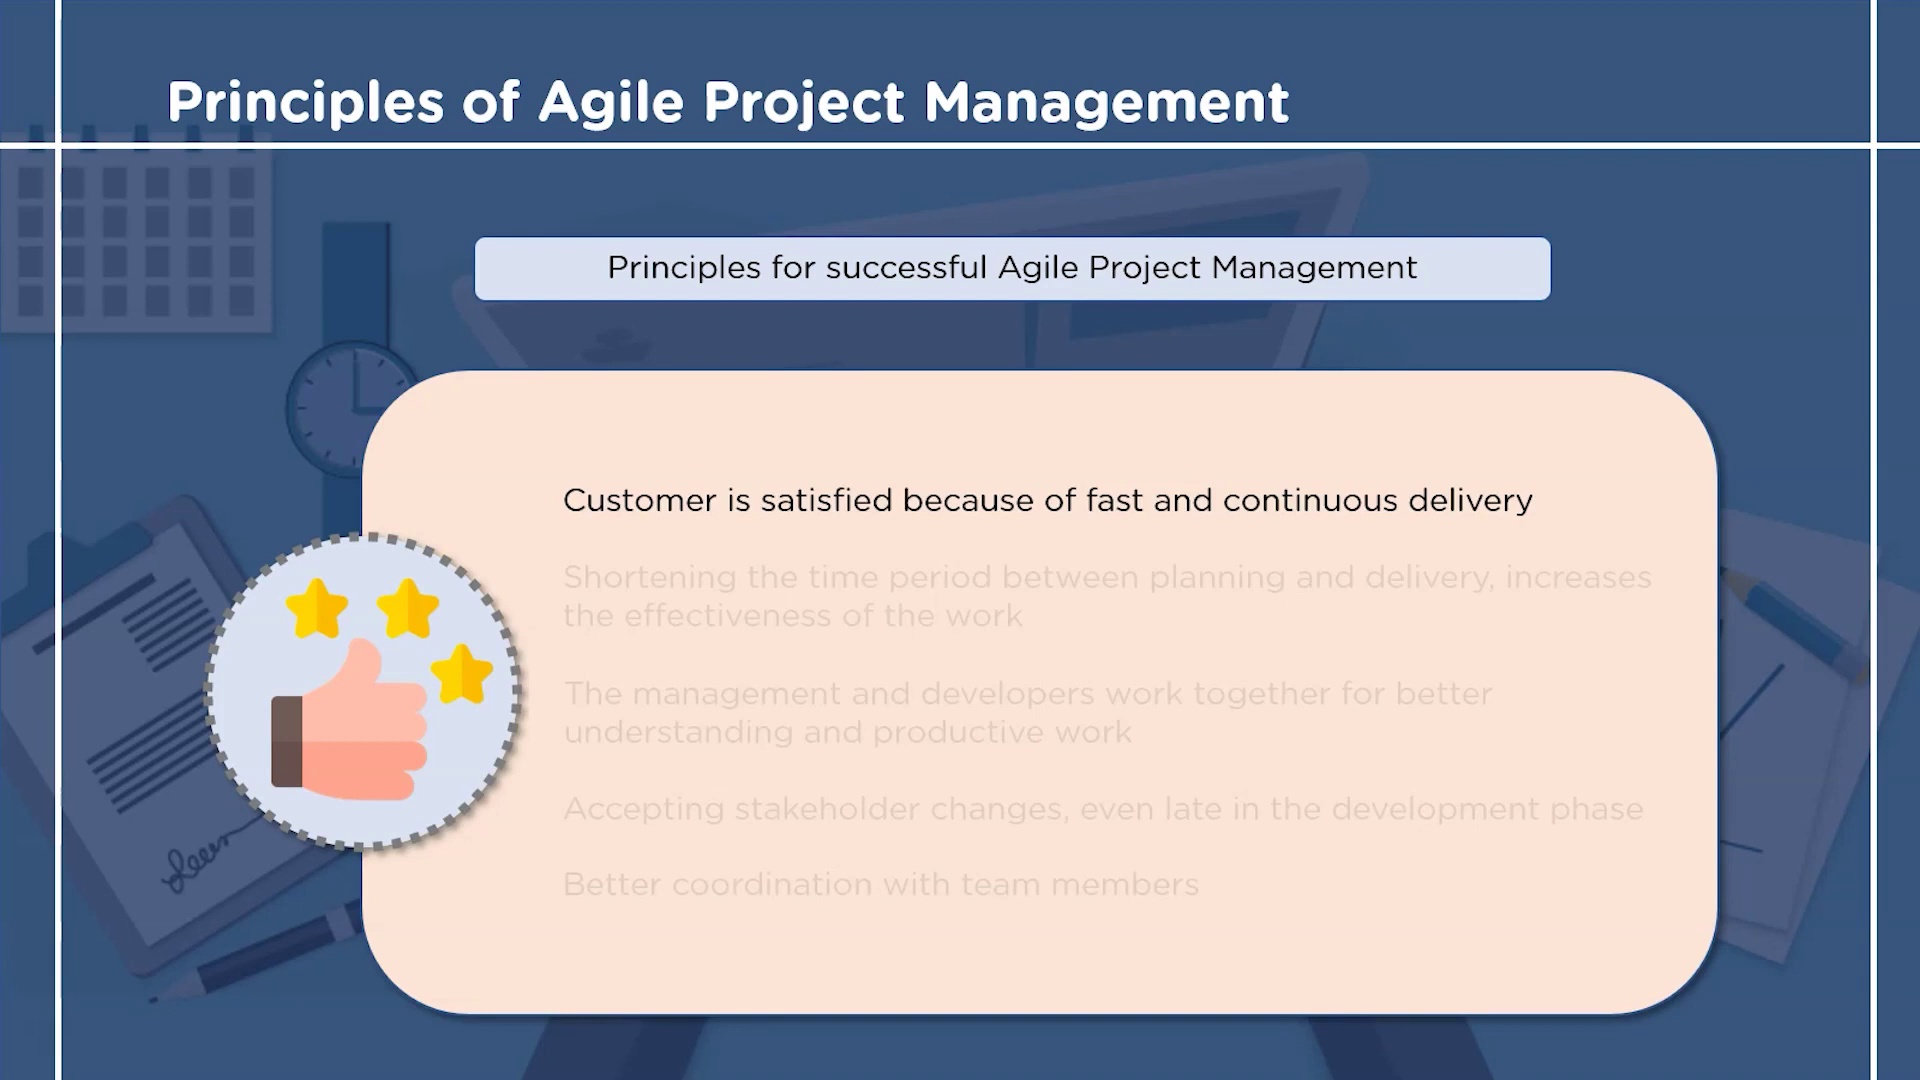 Principles of Agile Project Management
Principles for successful Agile Project Management
Customer is satisfied because of fast and continuous delivery
Shortening the time period between planning and delivery, increases
the effectiveness of the work
The management and developers work together for better
understanding and productive work
Accepting stakeholder changes, even late in the development phase
Better coordination with team members